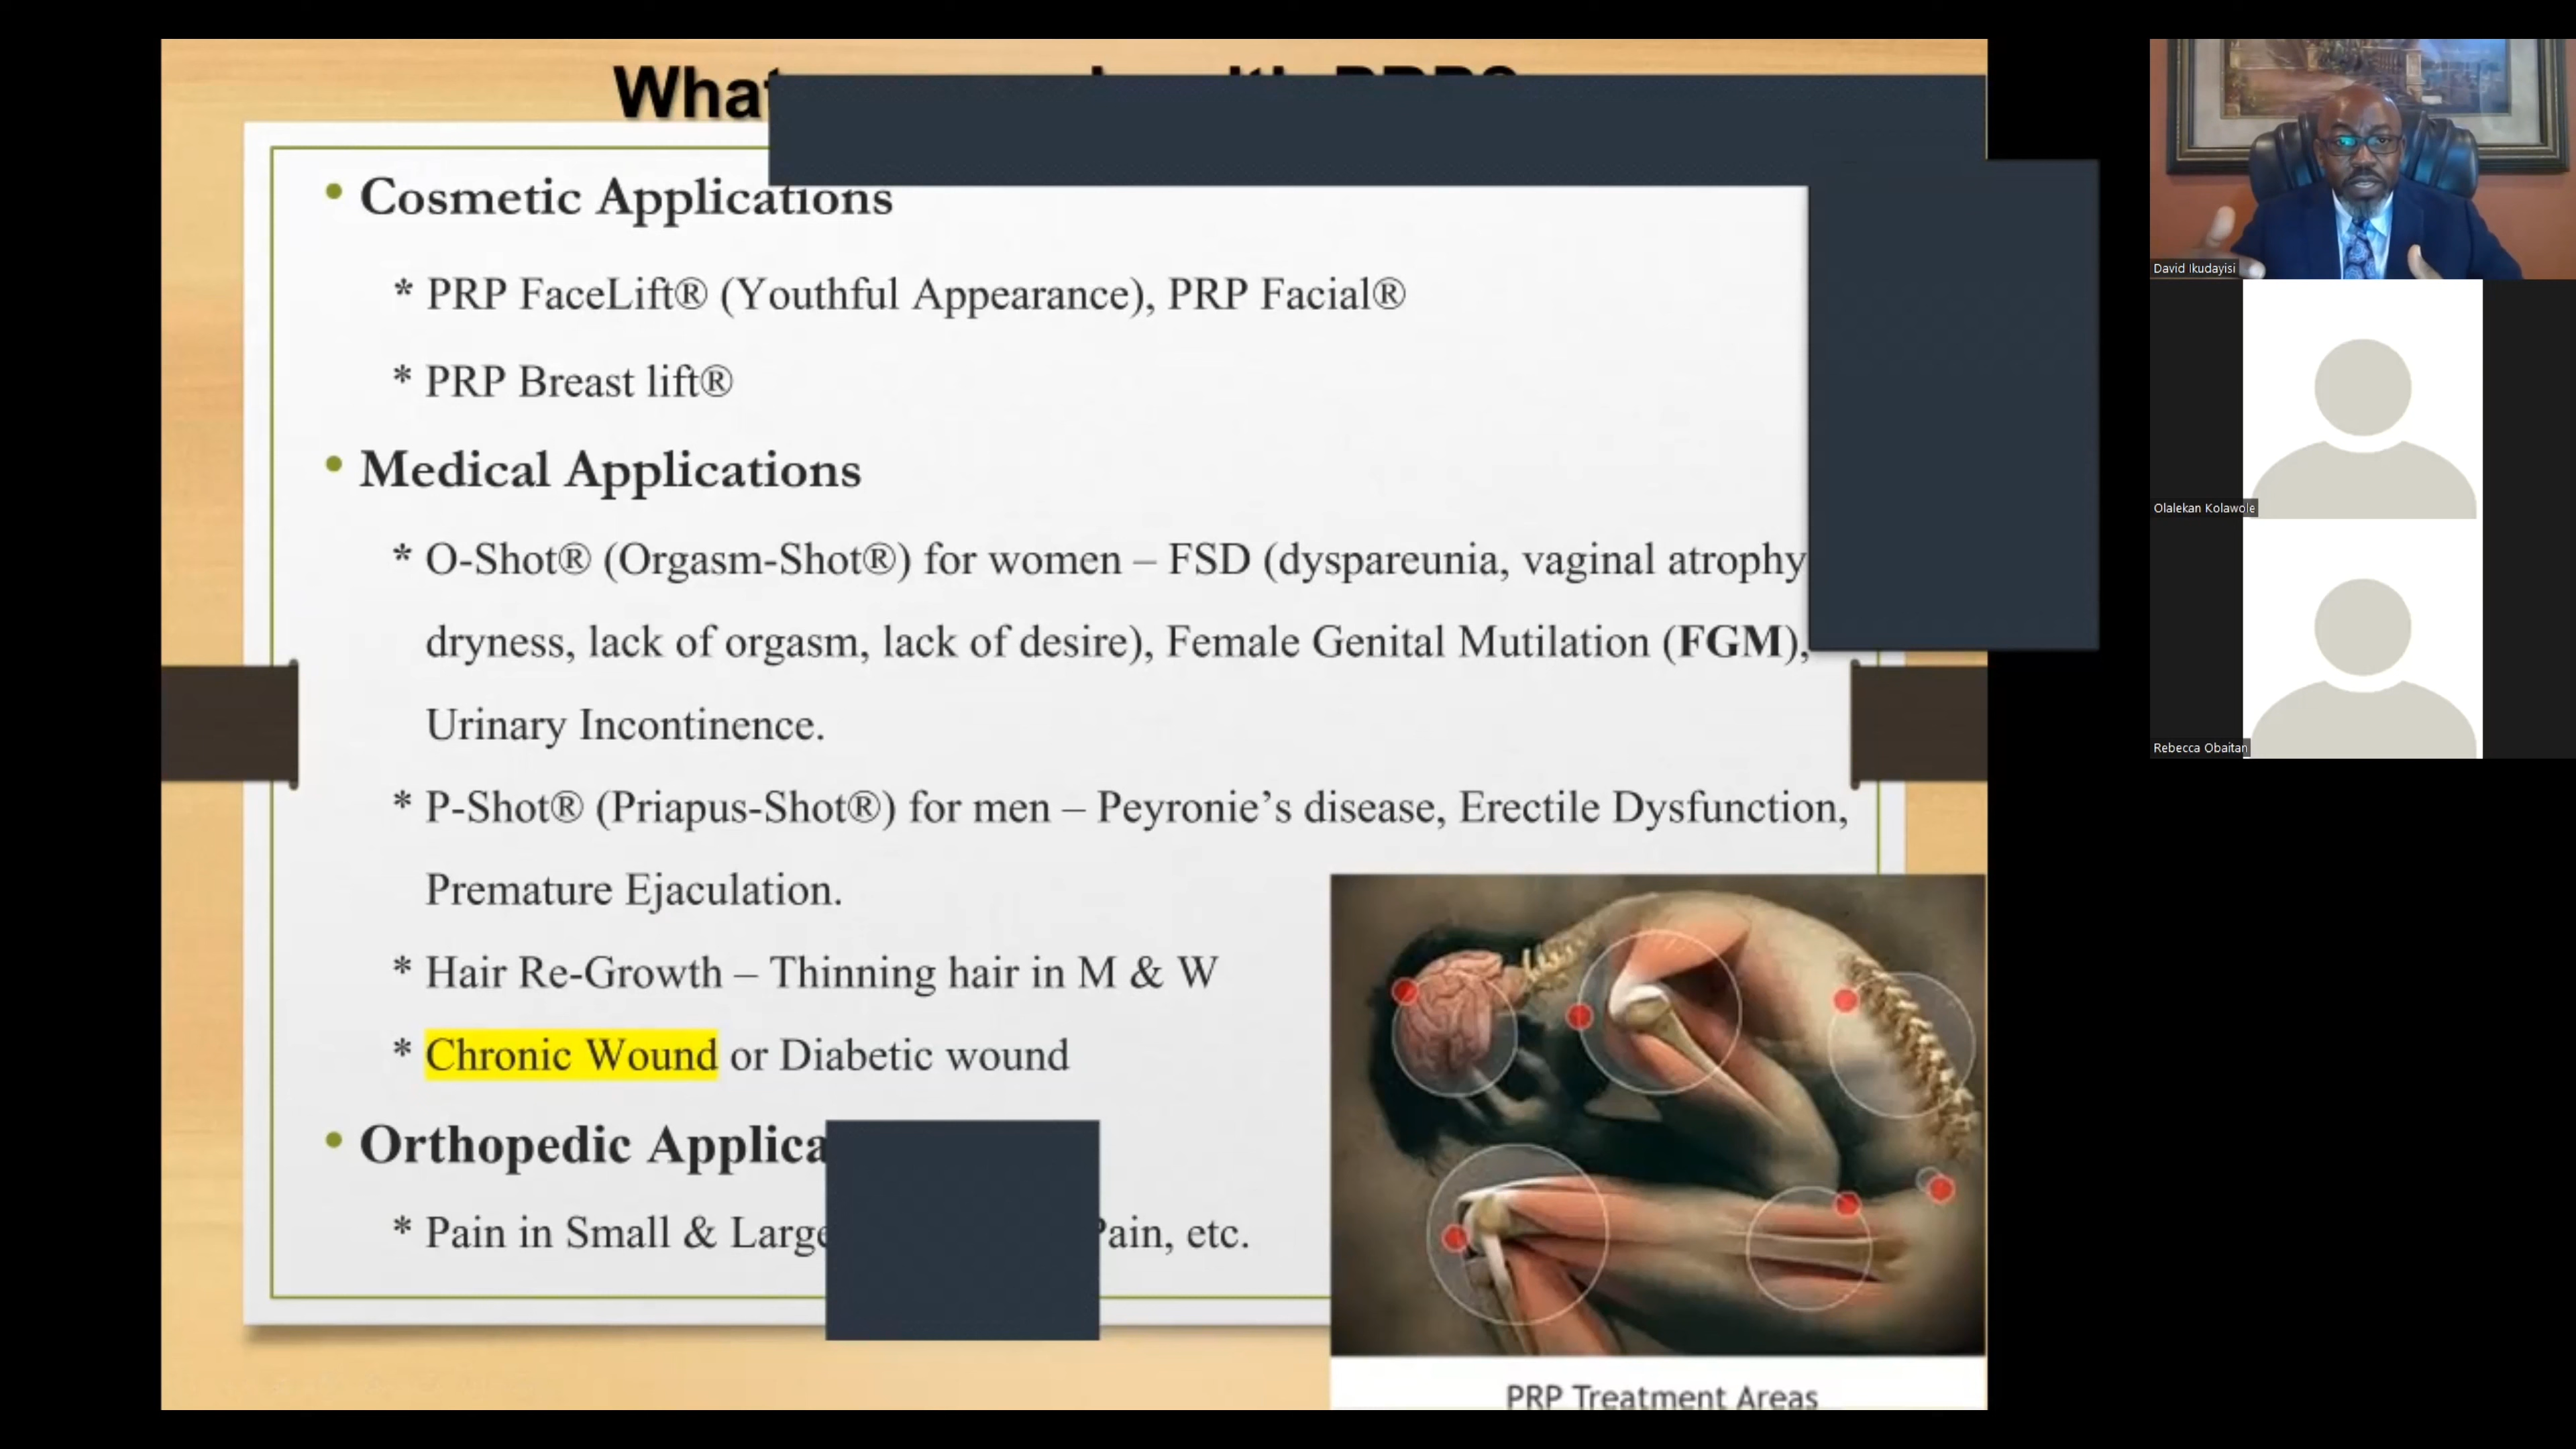 What
• Cosmetic Applications
* PRP FaceLift® (Youthful Appearance), PRP Facial®
* PRP Breast lift®
• Medical Applications
* O-Shot® (Orgasm-Shot®) for women – FSD (dyspareunia, vaginal atrophy
dryness, lack of orgasm, lack of desire), Female Genital Mutilation (FGM),
Urinary Incontinence.
* P-Shot® (Priapus-Shot®) for men – Peyronie’s disease, Erectile Dysfunction,
Premature Ejaculation.
* Hair Re-Growth – Thinning hair in M & W
* Chronic Wound or Diabetic wound
• Orthopedic
* Pain in Small & Large Pain, etc.
PRP Treatment Areas
David Ikudayisi
Olalekan Kolawole
Rebecca Obaitan